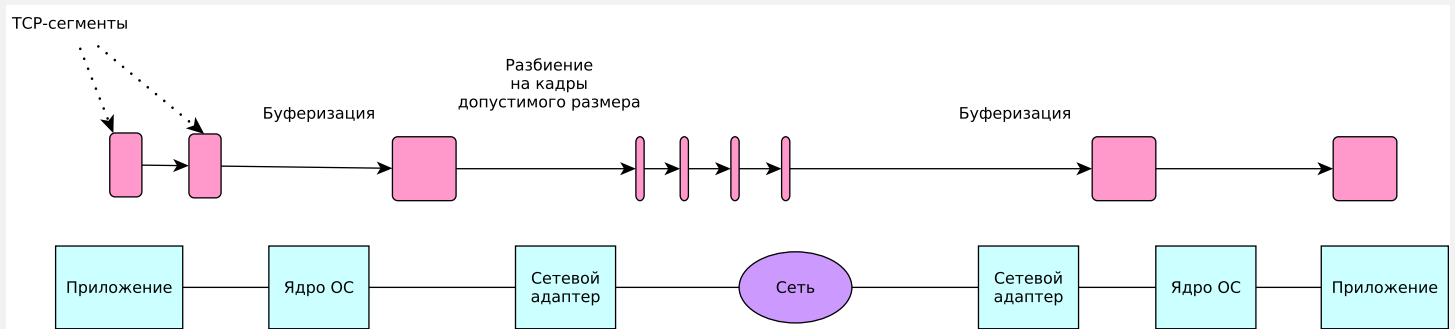 TCP-сегменты
Разбиение
на кадры
допустимого размера
Буферизация
Буферизация
Приложение
Ядро ОС
Сетевой
адаптер
Сеть
Сетевой
адаптер
Ядро ОС
Приложение